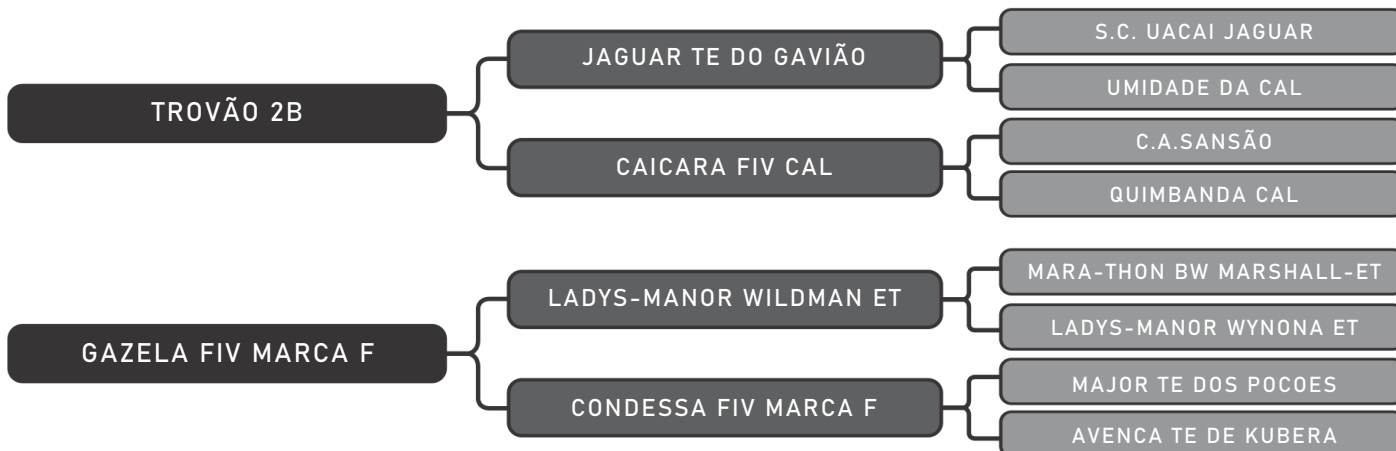 S.C. UACAI JAGUAR
JAGUAR TE DO GAVIÃO
UMIDADE DA CAL
TROVÃO 2B
C.A.SANSÃO
CAICARA FIV CAL
QUIMBANDA CAL
MARA-THON BW MARSHALL-ET
LADYS-MANOR WILDMAN ET
LADYS-MANOR WYNONA ET
GAZELA FIV MARCA F
MAJOR TE DOS POCOES
CONDESSA FIV MARCA F
AVENCA TE DE KUBERA